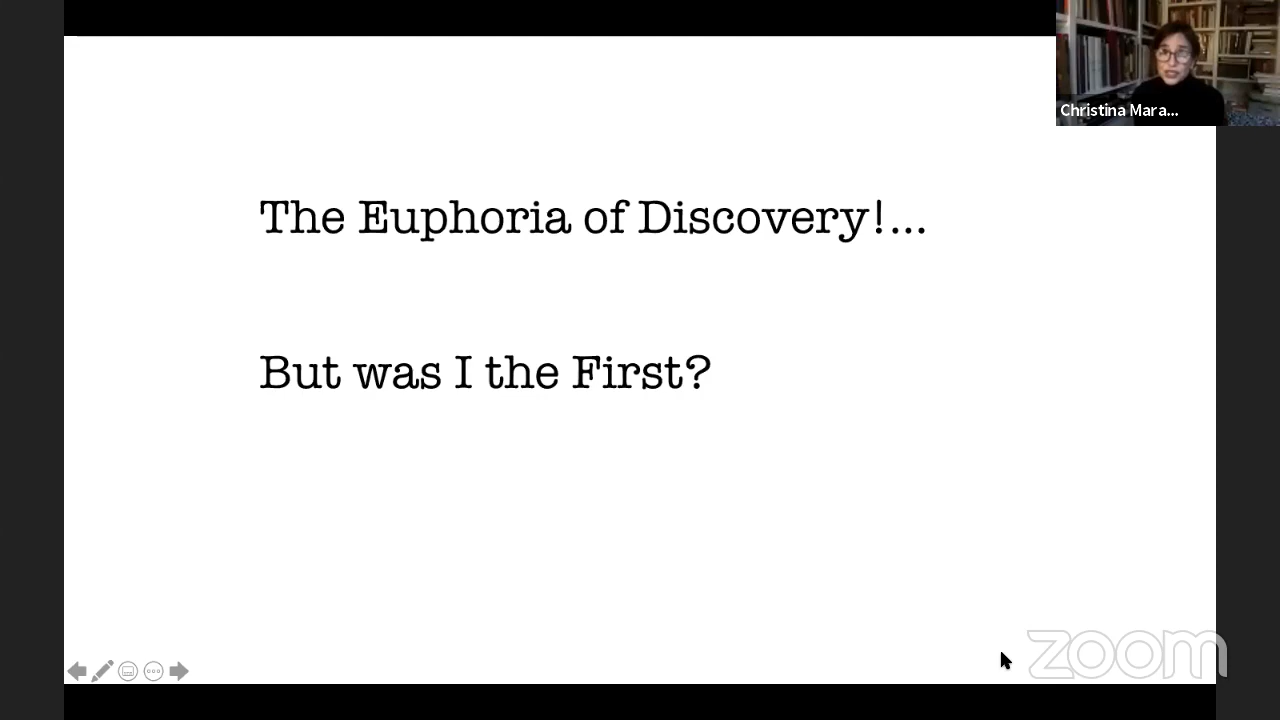 Christina Mara...
The Euphoria of Discovery!...
But was I the First?
zoom